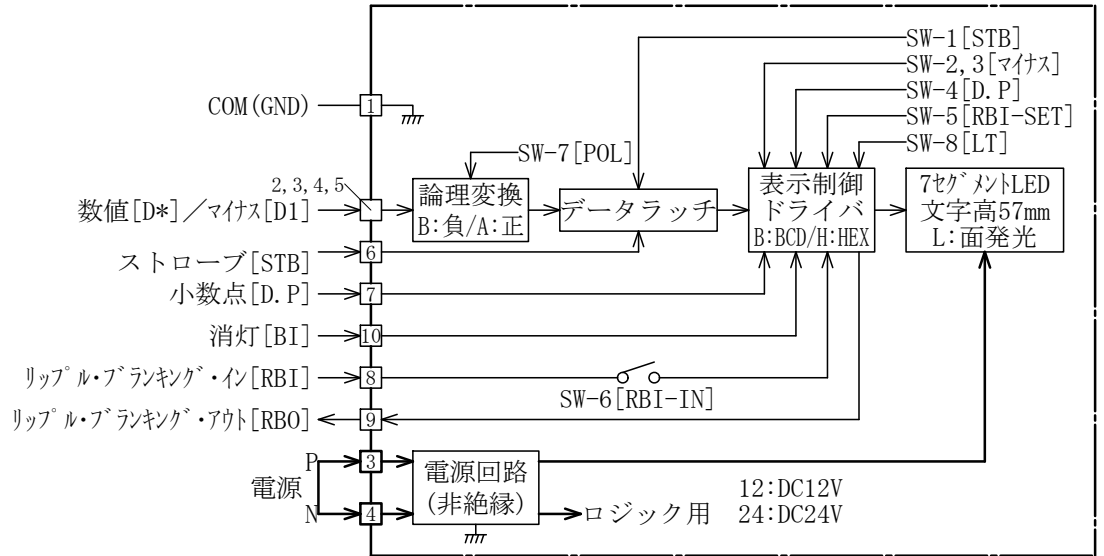 SW-1[STB]
SW-2,3[マイナス]
SW-4[D.P]
SW-5[RBI-SET]
SW-8[LT]
COM(GND)
1
SW-7[POL]
2,3,4,5
数値[D*]／マイナス[D1]
論理変換
B:負/A:正
データラッチ
表示制御
ドライバ
B:BCD/H:HEX
7セグメントLED
文字高57mm
L:面発光
ストローブ[STB]
6
小数点[D.P]
7
消灯[BI]
10
リップル・ブランキング・イン[RBI]
8
SW-6[RBI-IN]
リップル・ブランキング・アウト[RBO]
9
電源
P
3
N
4
電源回路
(非絶縁)
ロジック用
12:DC12V
24:DC24V